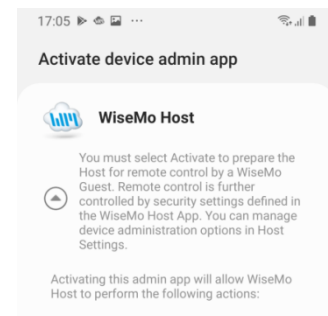 17:05
Activate device admin app
WiseMo Host
You must select Activate to prepare the
Host for remote control by a WiseMo
Guest. Remote control is further
controlled by security settings defined in
the WiseMo Host App. You can manage
device administration options in Host
Settings.
Activating this admin app will allow WiseMo
Host to perform the following actions: